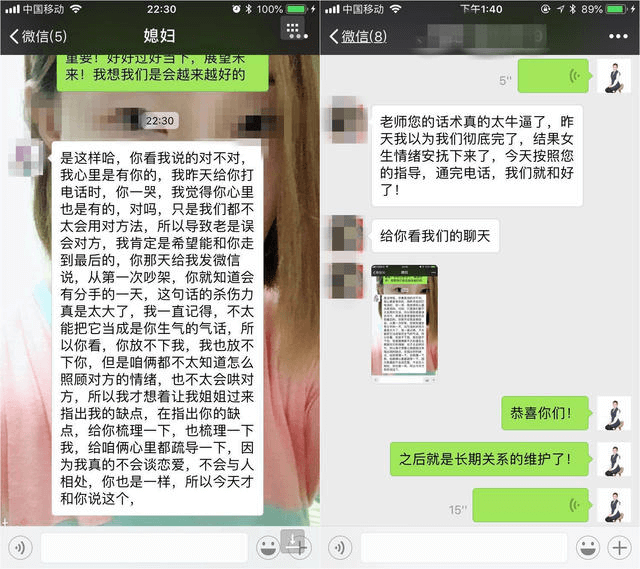 中国移动
22:30
100%
微信(5)
媳妇
重要！好好过好当下，展望未
来！我想我们是会越来越好的
22:30
是这样哈，你看我说的对不对，
我心里是有你的，我昨天给你打
电话时，你一哭，我觉得你心里
也是有的，对吗，只是我们都不
太会用对方法，所以导致老是误
会对方，我肯定是希望能和你走
到最后的，你那天给我发微信
说，从第一次吵架，你就知道会
有分手的一天，这句话的杀伤力
真是太大了，我一直记得，不太
能把它当成是你生气的气话，所
以你看，你放不下我，我也放不
下你，但是咱俩都不太知道怎么
照顾对方的情绪，也不太会哄对
方，所以我才想着让我姐姐过来
指出我的缺点，在指出你的缺
点，给你梳理一下，也梳理一下
我，给咱俩心里都疏导一下，因
为我真的不会谈恋爱，不会与人
相处，你也是一样，所以今天才
和你说这个，
中国移动
下午1:40
89%
微信(8)
5"
老师您的话术真的太牛逼了，昨
天我以为我们彻底完了，结果女
生情绪安抚下来了，今天按照您
的指导，通完电话，我们就和好
了！
给你看我们的聊天
恭喜你们！
之后就是长期关系的维护了！
15"